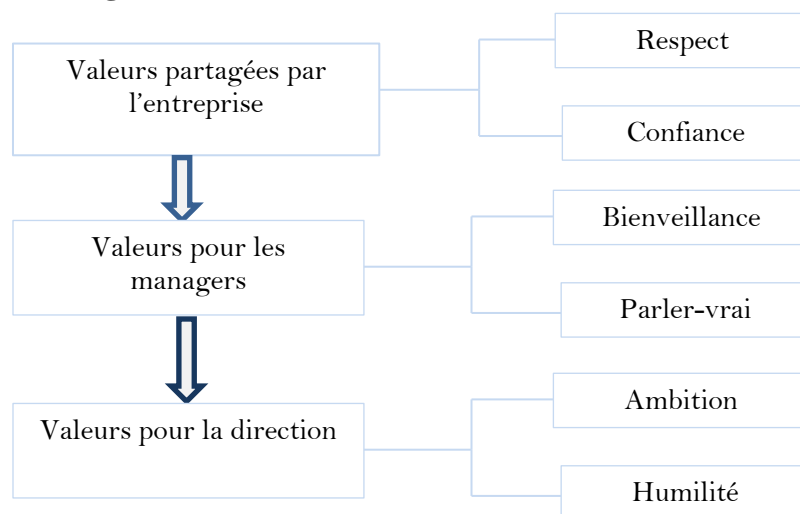 Valeurs partagées par
l'entreprise
Respect
Confiance
Valeurs pour les
managers
Bienveillance
Parler-vrai
Valeurs pour la direction
Ambition
Humilité